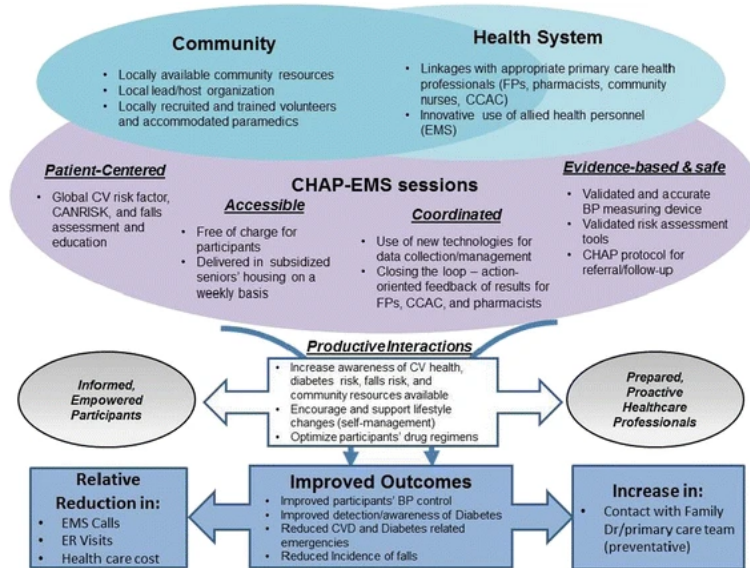 Community
• Locally available community resources
• Local lead/host organization
• Locally recruited and trained volunteers
and accommodated paramedics
Health System
• Linkages with appropriate primary care health
professionals (FPs, pharmacists, community
nurses, CCAC)
• Innovative use of allied health personnel
(EMS)
CHAP-EMS sessions
Patient-Centered
• Global CV risk factor,
CANRISK, and falls
assessment and
education
Accessible
• Free of charge for
participants
• Delivered in subsidized
seniors' housing on a
weekly basis
Coordinated
• Use of new technologies for
data collection/management
• Closing the loop – action-
oriented feedback of results for
FPs, CCAC, and pharmacists
Evidence-based & safe
• Validated and accurate
BP measuring device
• Validated risk assessment
tools
• CHAP protocol for
referral/follow-up
Productive Interactions
• Increase awareness of CV health,
diabetes risk, falls risk, and
community resources available
• Encourage and support lifestyle
changes (self-management)
• Optimize participants' drug regimens
Informed,
Empowered
Participants
Prepared,
Proactive
Healthcare
Professionals
Relative
Reduction in:
• EMS Calls
• ER Visits
• Health care cost
Improved Outcomes
• Improved participants' BP control
• Improved detection/awareness of Diabetes
• Reduced CVD and Diabetes related
emergencies
• Reduced Incidence of falls
Increase in:
• Contact with Family
Dr/primary care team
(preventative)